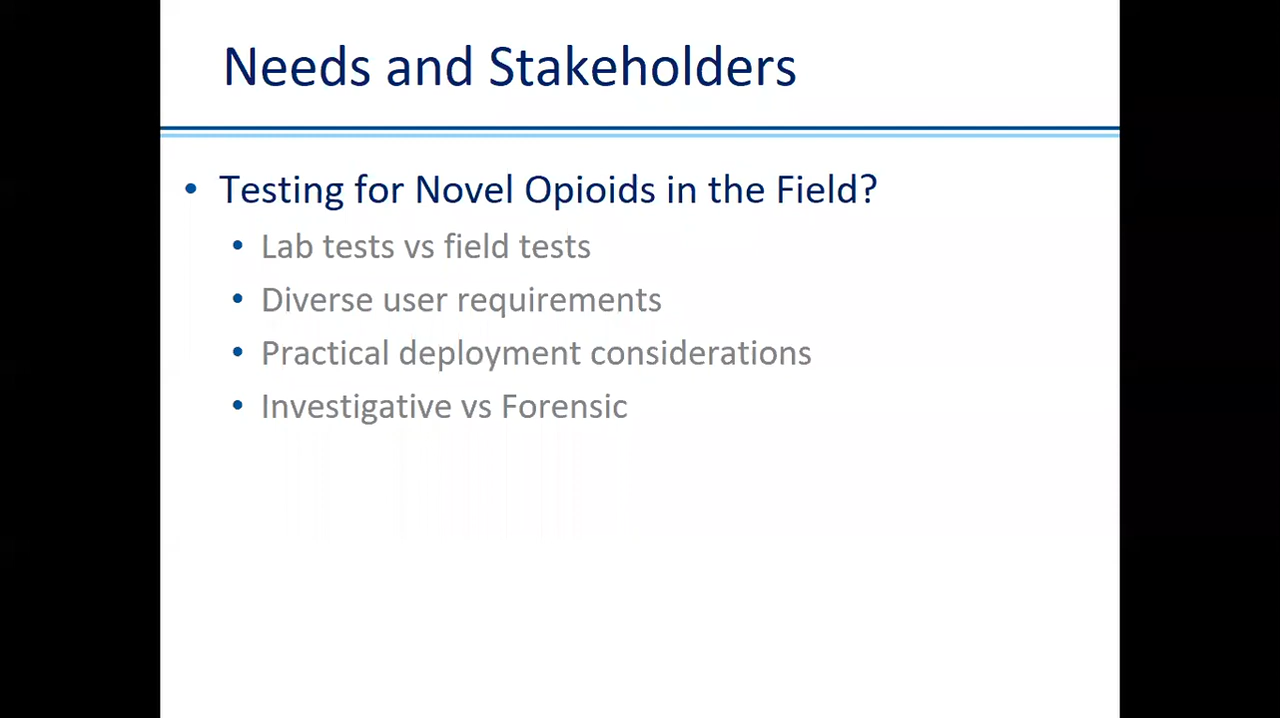 Needs and Stakeholders
• Testing for Novel Opioids in the Field?
• Lab tests vs field tests
• Diverse user requirements
• Practical deployment considerations
• Investigative vs Forensic